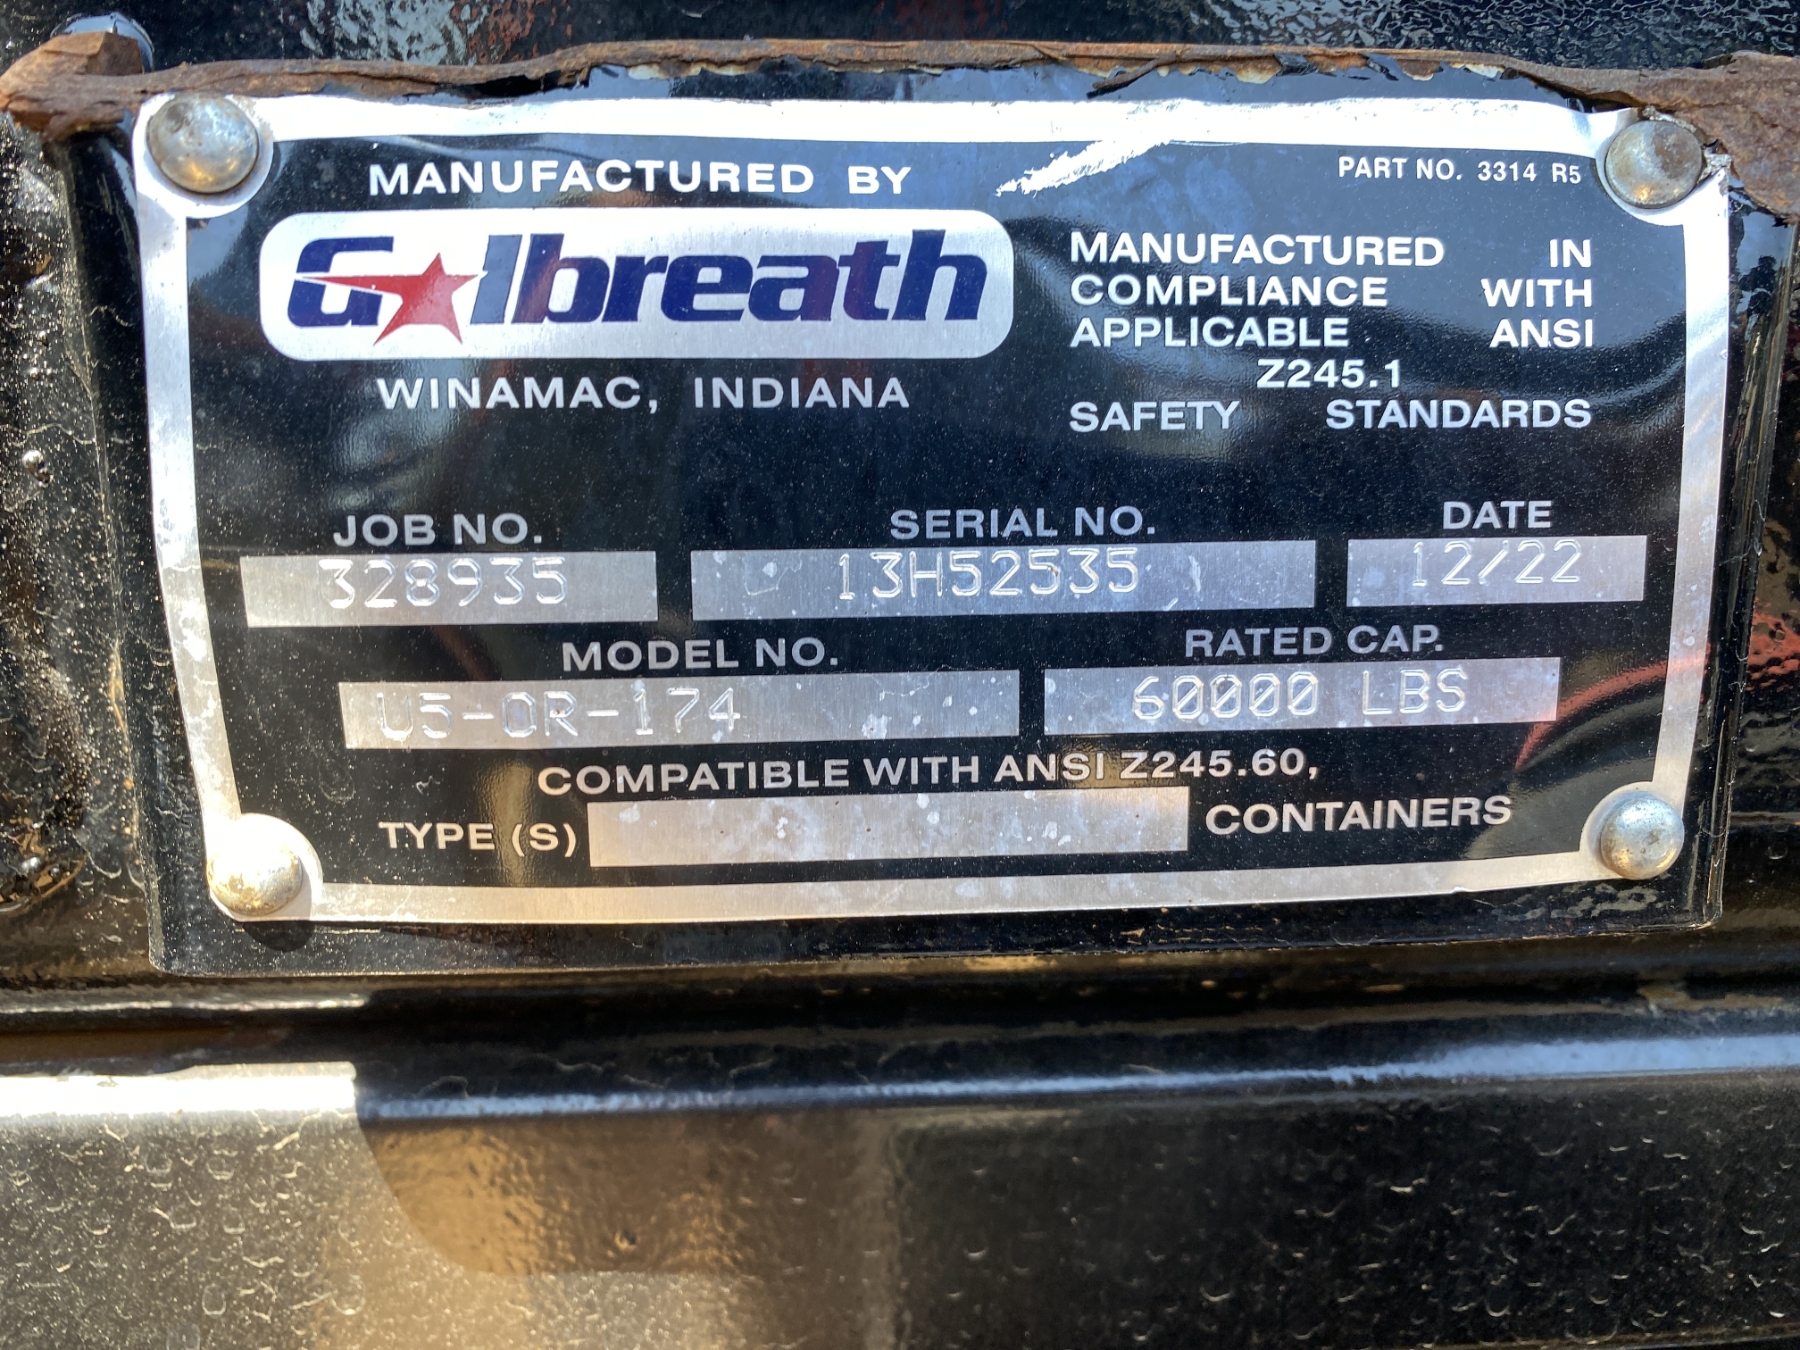 MANUFACTURED BY
PART NO. 3314 R5
Galbreath
WINAMAC, INDIANA
MANUFACTURED IN
COMPLIANCE WITH
APPLICABLE ANSI
Z245.1
SAFETY STANDARDS
JOB NO.
328935
SERIAL NO.
13H52535
DATE
12/22
MODEL NO.
U5-OR-174
RATED CAP.
60000 LBS
COMPATIBLE WITH ANSI Z245.60,
TYPE (S) CONTAINERS